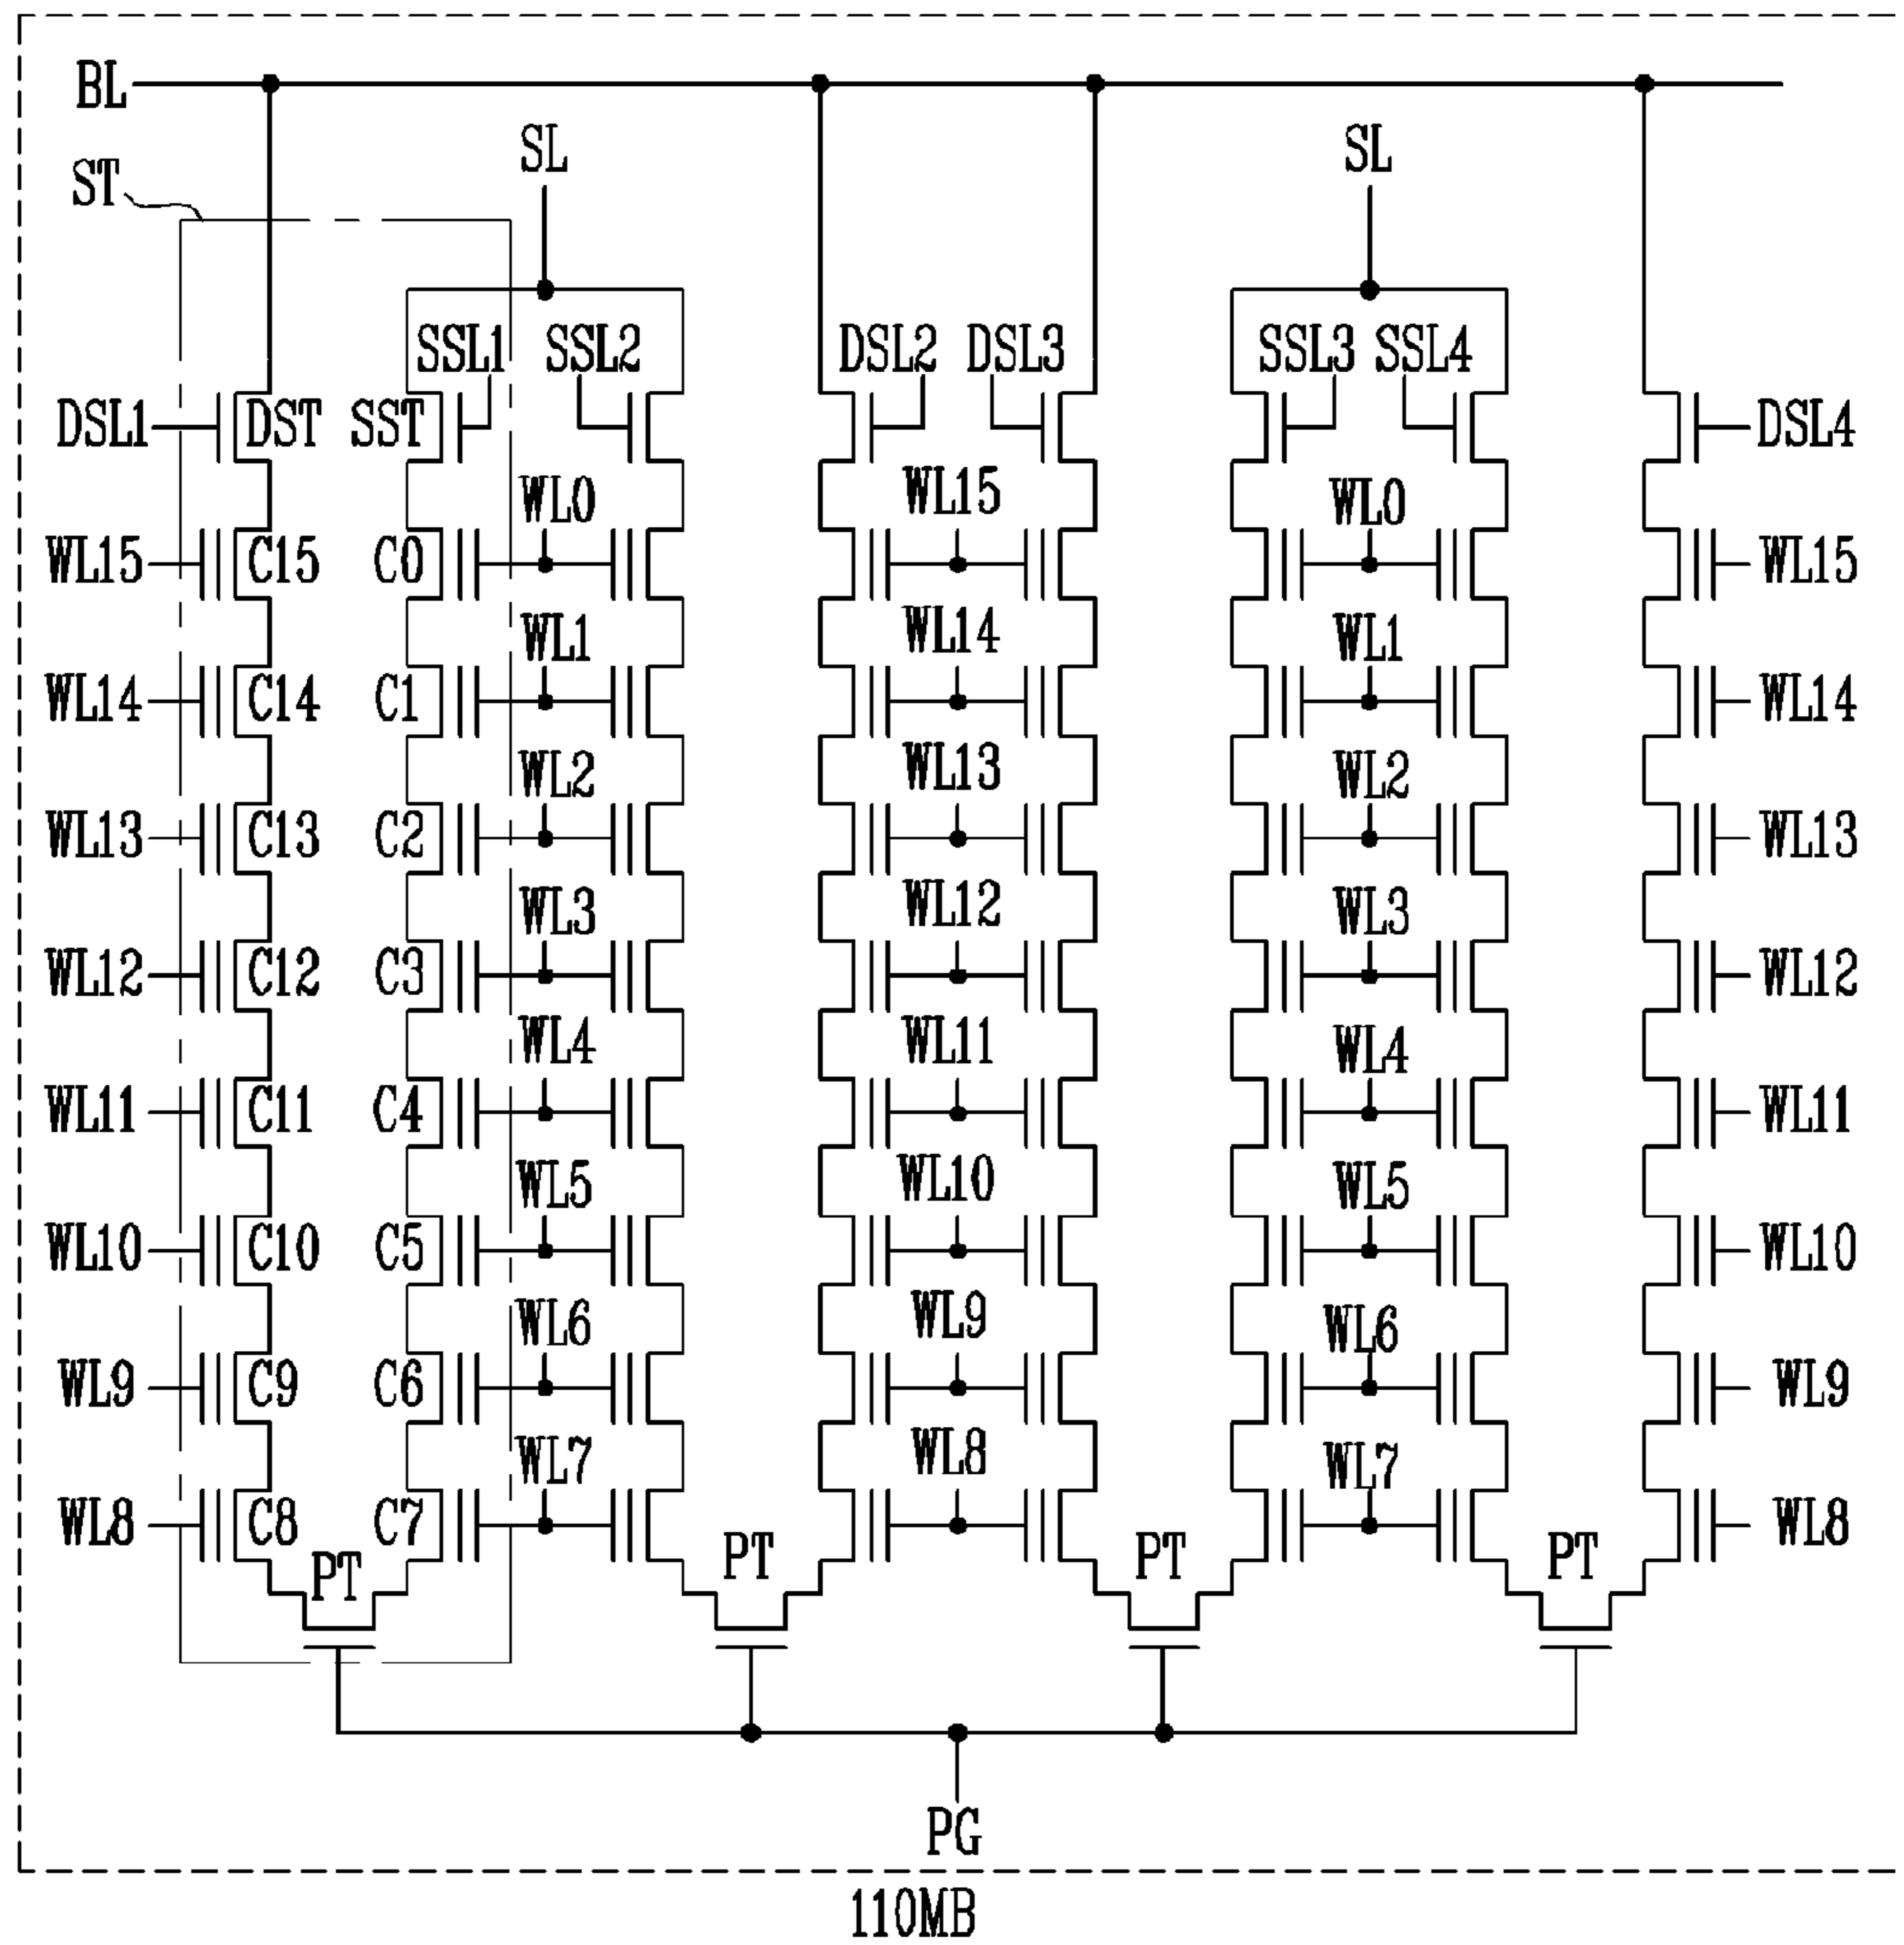 BL
SL SL
ST
SSL1 SSL2 DSL2 DSL3 SSL3 SSL4
DSL1 DST SST DSL4
WL0 WL15 WL0
WL15 C15 C0 WL15
WL1 WL14 WL1
WL14 C14 C1 WL14
WL2 WL13 WL2
WL13 C13 C2 WL13
WL3 WL12 WL3
WL12 C12 C3 WL12
WL4 WL11 WL4
WL11 C11 C4 WL11
WL5 WL10 WL5
WL10 C10 C5 WL10
WL6 WL9 WL6
WL9 C9 C6 WL9
WL7 WL8 WL7
WL8 C8 C7 WL8
PT PT PT PT
PG
110MB